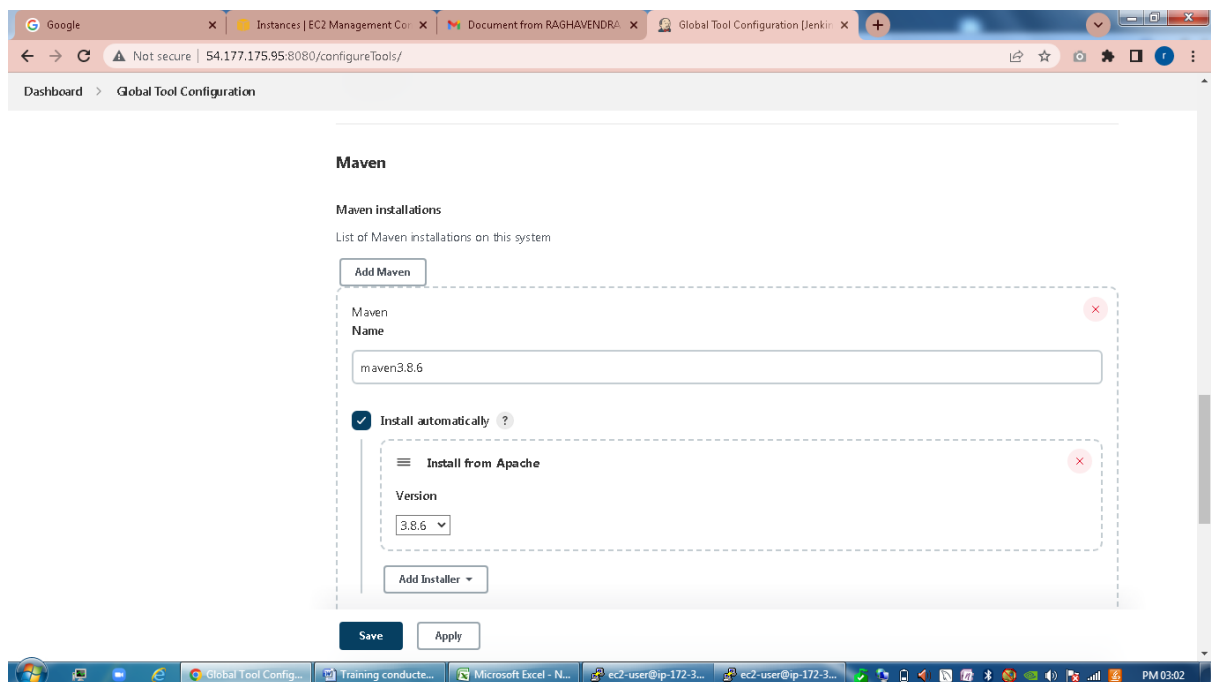 Google
Instances | EC2 Management Con
Document from RAGHAVENDRA
Global Tool Configuration [Jenkin
Not secure | 54.177.175.95:8080/configureTools/
r
Dashboard > Global Tool Configuration
Maven
Maven installations
List of Maven installations on this system
Add Maven
Maven
Name
maven3.8.6
Install automatically ?
Install from Apache
Version
3.8.6
Add Installer
Save Apply
Global Tool Config... Training conducte... Microsoft Excel - N... ec2-user@ip-172-3... ec2-user@ip-172-3... PM 03:02